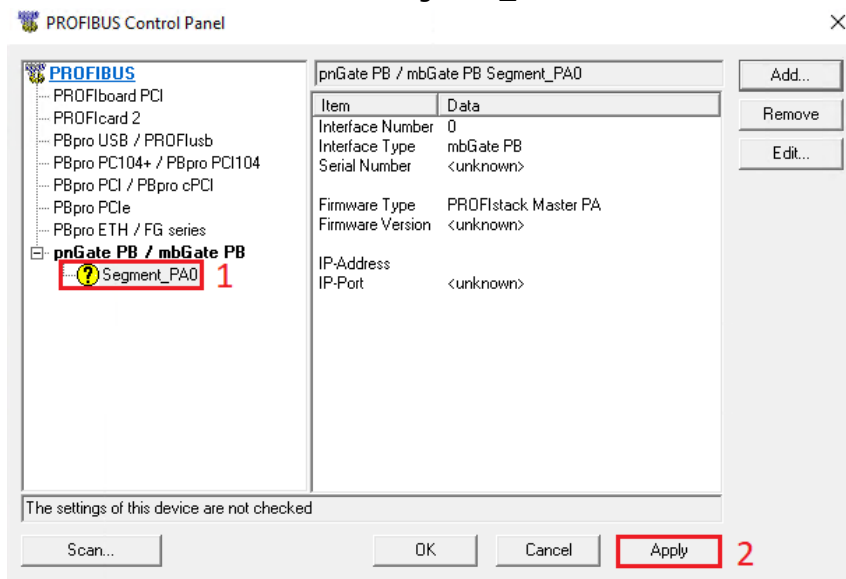 PROFIBUS Control Panel
PROFIBUS
PROFIboard PCI
PROFIcard 2
PBpro USB / PROFIusb
PBpro PC104+ / PBpro PCI104
PBpro PCI / PBpro cPCI
PBpro PCIe
PBpro ETH / FG series
pnGate PB / mbGate PB
Segment_PA0 1
pnGate PB / mbGate PB Segment_PA0
Item Data
Interface Number 0
Interface Type mbGate PB
Serial Number <unknown>
Firmware Type PROFIstack Master PA
Firmware Version <unknown>
IP-Address
IP-Port <unknown>
Add...
Remove
Edit...
The settings of this device are not checked
Scan... OK Cancel Apply 2